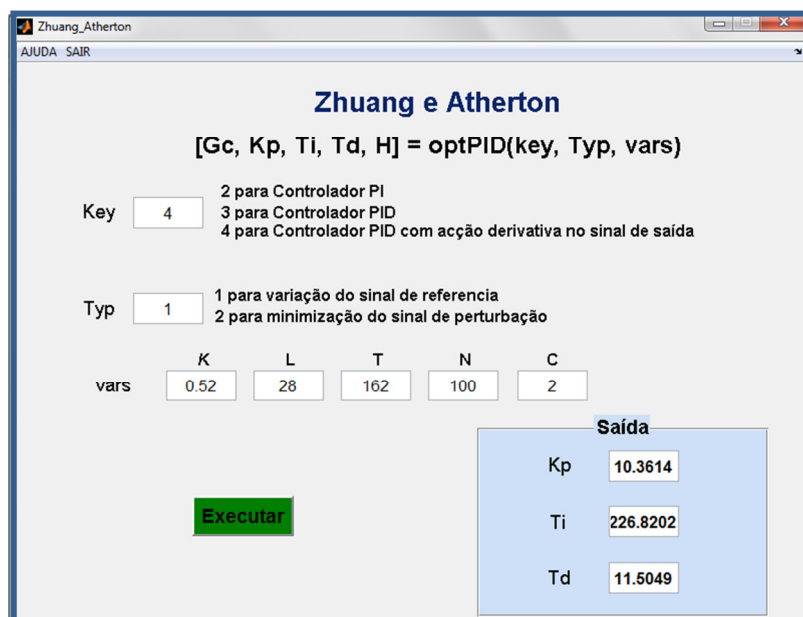 Zhuang_Atherton
AJUDA SAIR
Zhuang e Atherton
[Gc, Kp, Ti, Td, H] = optPID(key, Typ, vars)
2 para Controlador PI
Key 4 3 para Controlador PID
4 para Controlador PID com acção derivativa no sinal de saída
Typ 1 1 para variação do sinal de referencia
2 para minimização do sinal de perturbação
K L T N C
vars 0.52 28 162 100 2
Saída
Kp 10.3614
Executar
Ti 226.8202
Td 11.5049